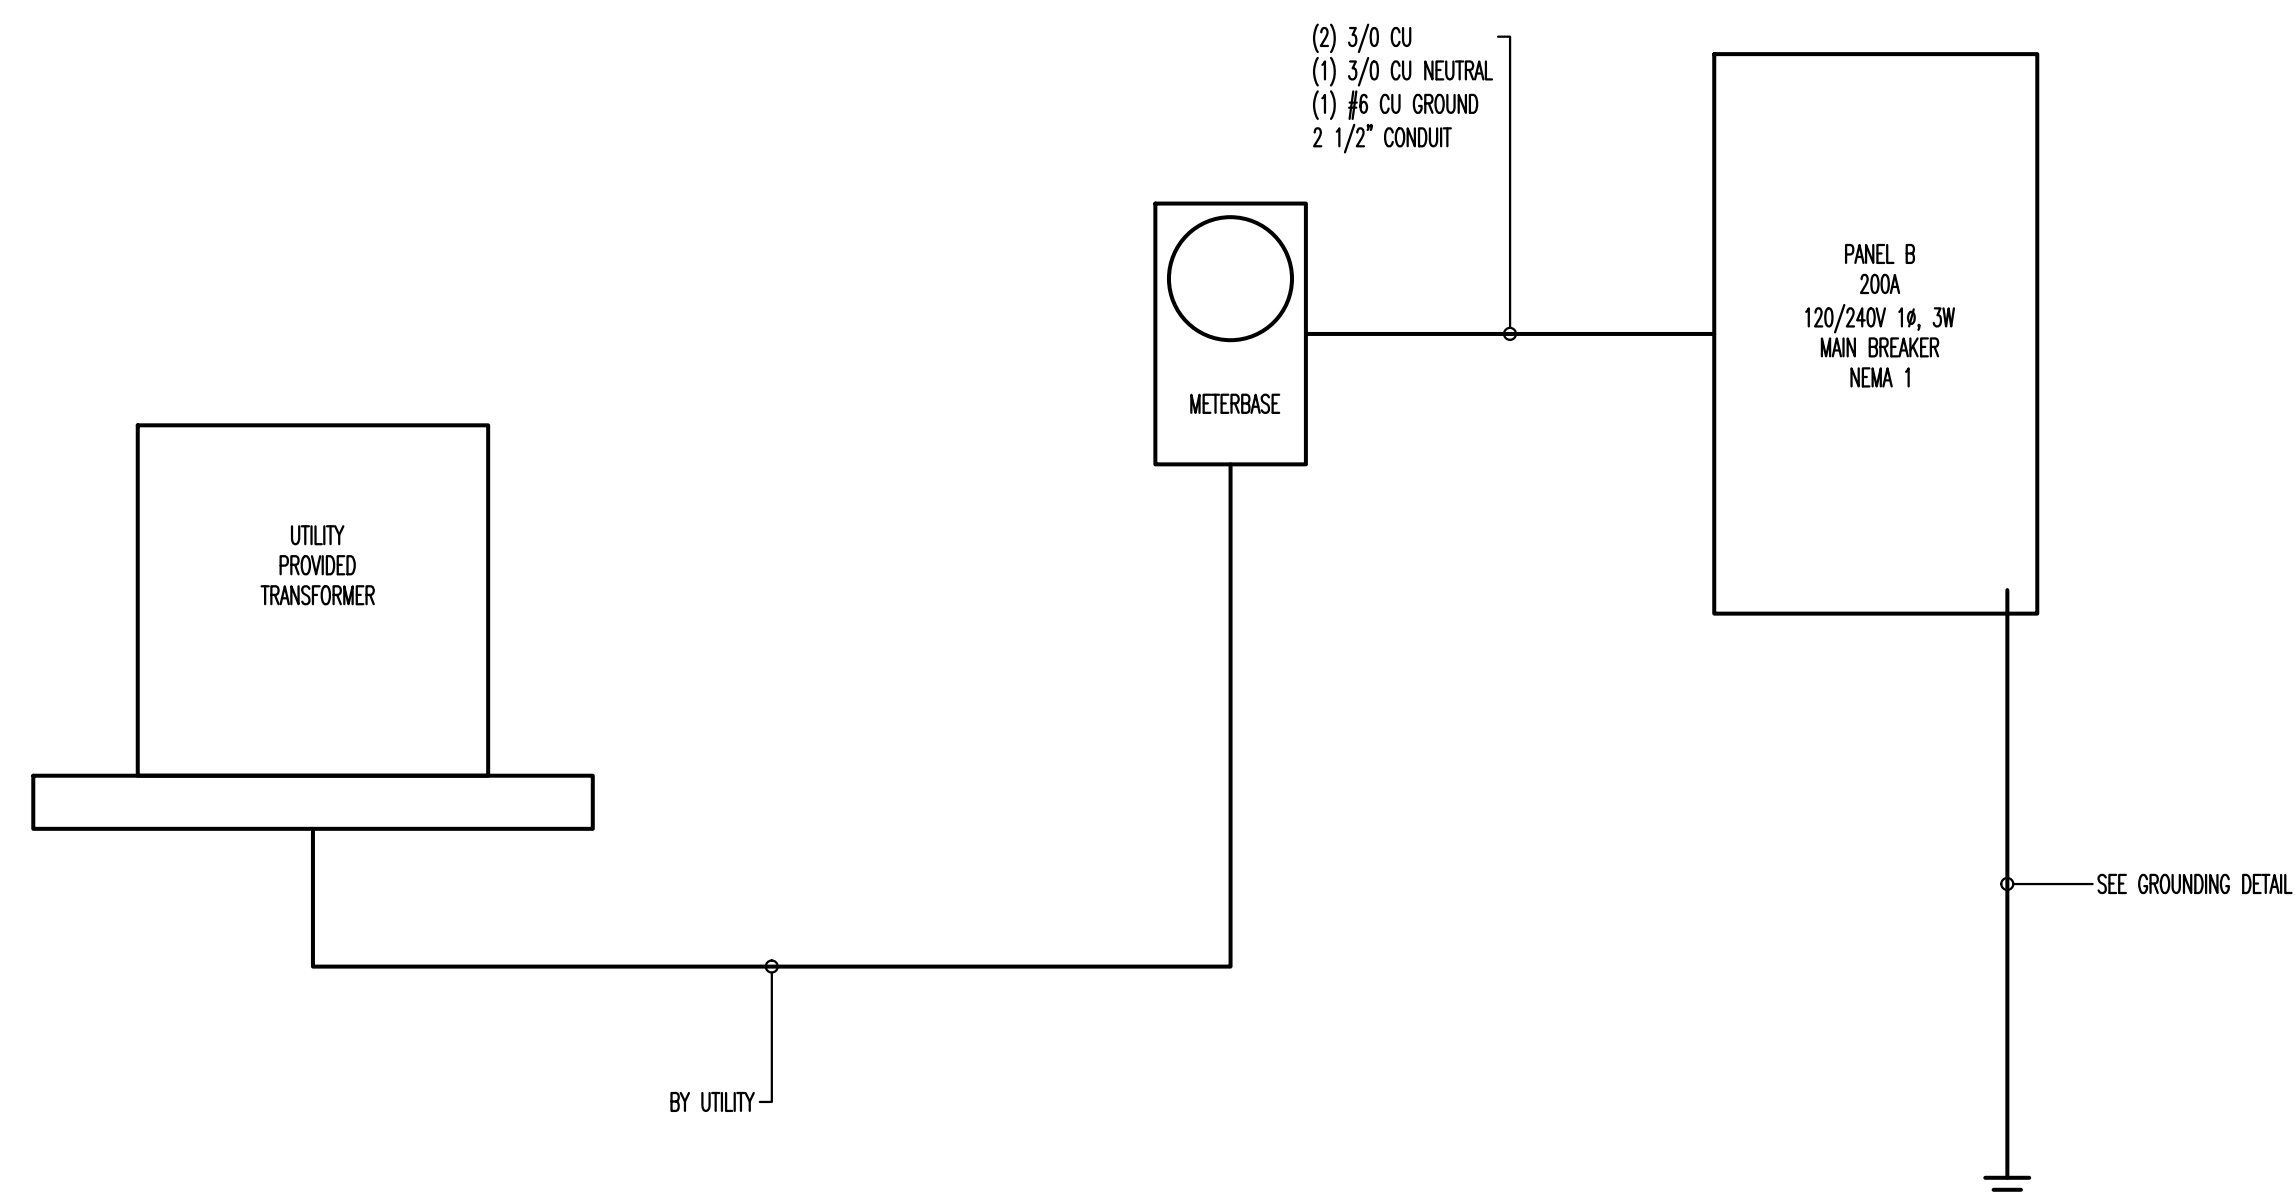 (2) 3/0 CU
(1) 3/0 CU NEUTRAL
(1) #6 CU GROUND
2 1/2" CONDUIT
PANEL B
200A
120/240V 1ø, 3W
MAIN BREAKER
NEMA 1
METERBASE
UTILITY
PROVIDED
TRANSFORMER
SEE GROUNDING DETAIL
BY UTILITY